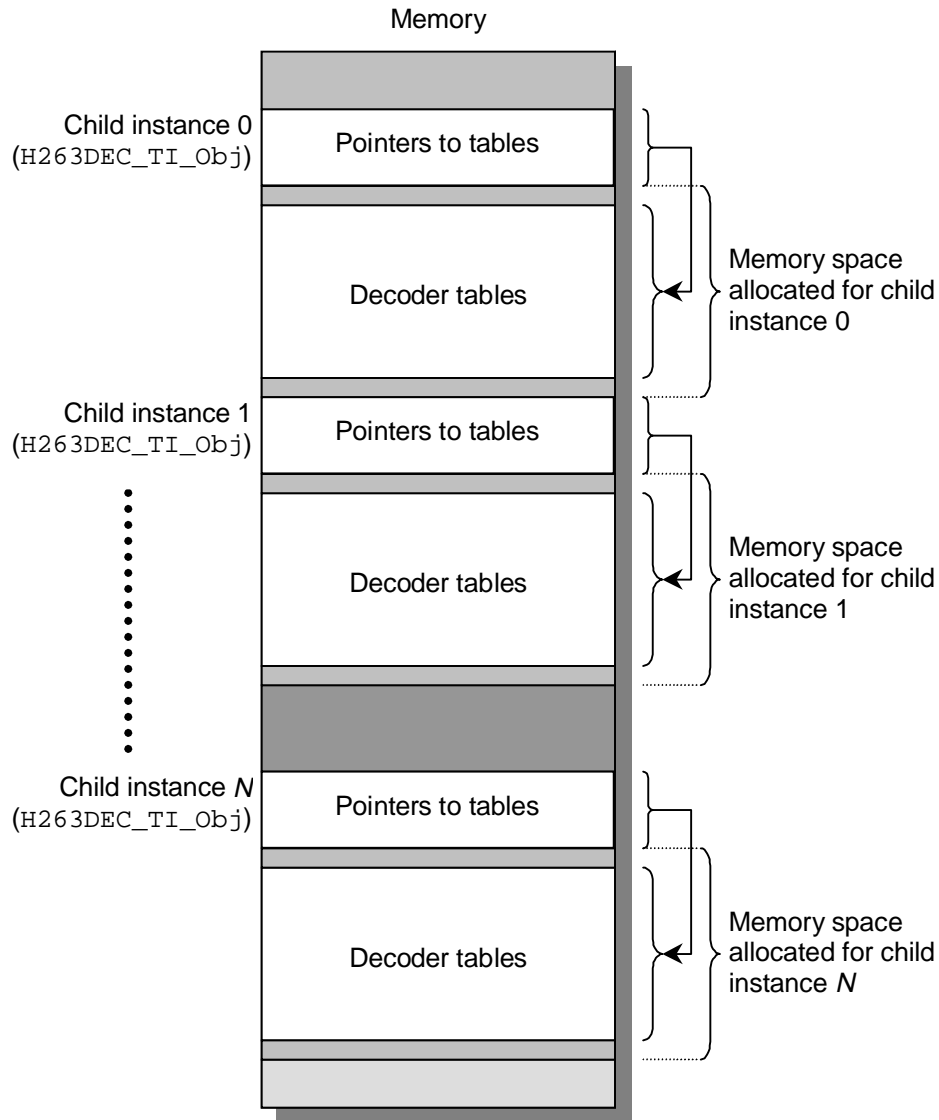 Memory
Child instance 0
(H263DEC_TI_Obj)
Pointers to tables
Decoder tables
Memory space
allocated for child
instance 0
Child instance 1
(H263DEC_TI_Obj)
Pointers to tables
Decoder tables
Memory space
allocated for child
instance 1
Child instance N
(H263DEC_TI_Obj)
Pointers to tables
Decoder tables
Memory space
allocated for child
instance N